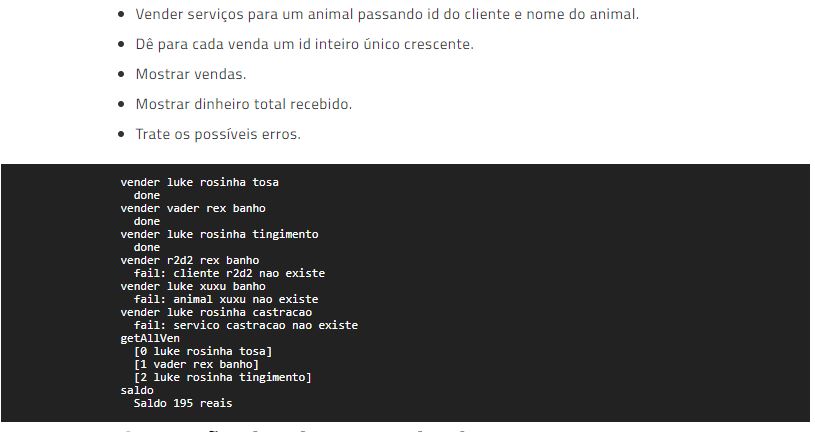 Vender serviços para um animal passando id do cliente e nome do animal.
Dê para cada venda um id inteiro único crescente.
Mostrar vendas.
Mostrar dinheiro total recebido.
Trate os possíveis erros.
vender luke rosinha tosa
done
vender vader rex banho
done
vender luke rosinha tingimento
done
vender r2d2 rex banho
fail: cliente r2d2 nao existe
vender luke xuxu banho
fail: animal xuxu nao existe
vender luke rosinha castracao
fail: servico castracao nao existe
getAllVen
[0 luke rosinha tosa]
[1 vader rex banho]
[2 luke rosinha tingimento]
saldo
Saldo 195 reais